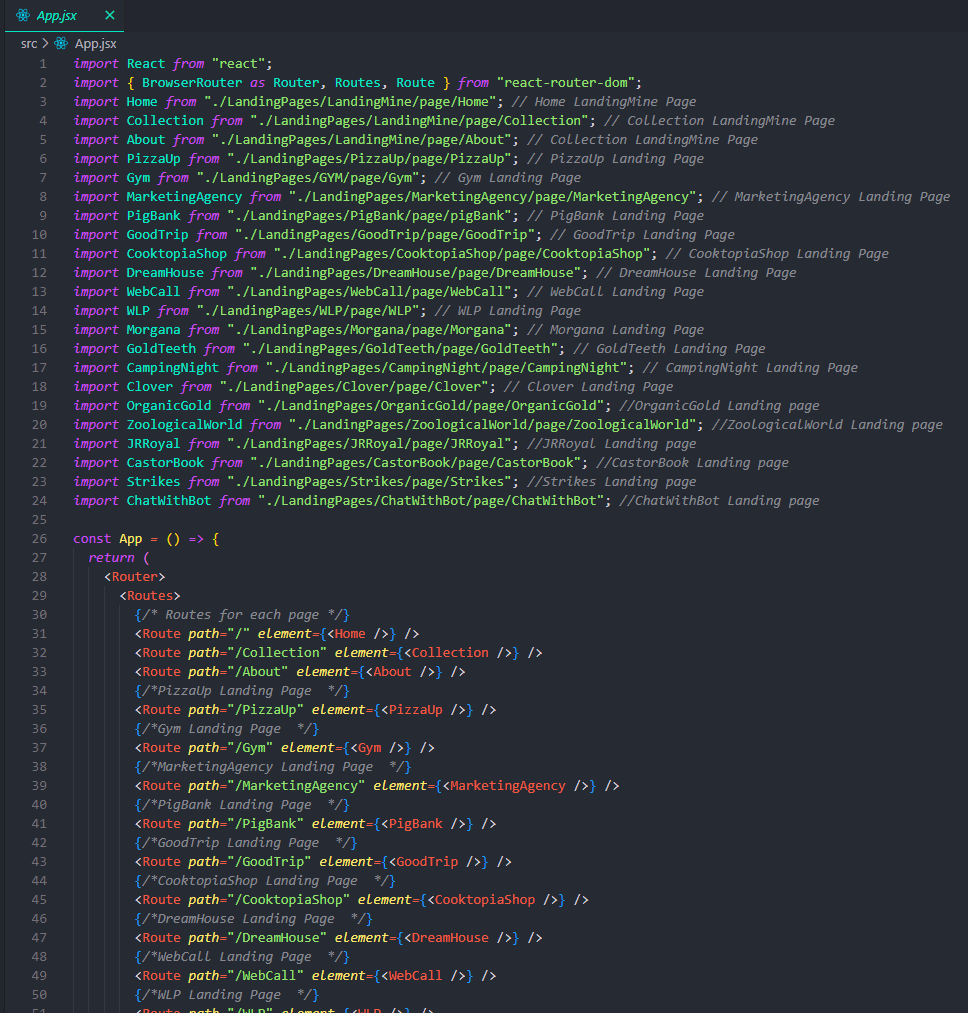 App.jsx ×
src > App.jsx
1 import React from "react";
2 import { BrowserRouter as Router, Routes, Route } from "react-router-dom";
3 import Home from "./LandingPages/LandingMine/page/Home"; // Home LandingMine Page
4 import Collection from "./LandingPages/LandingMine/page/Collection"; // Collection LandingMine Page
5 import About from "./LandingPages/LandingMine/page/About"; // Collection LandingMine Page
6 import PizzaUp from "./LandingPages/PizzaUp/page/PizzaUp"; // PizzaUp Landing Page
7 import Gym from "./LandingPages/GYM/page/Gym"; // Gym Landing Page
8 import MarketingAgency from "./LandingPages/MarketingAgency/page/MarketingAgency"; // MarketingAgency Landing Page
9 import PigBank from "./LandingPages/PigBank/page/pigBank"; // PigBank Landing Page
10 import GoodTrip from "./LandingPages/GoodTrip/page/GoodTrip"; // GoodTrip Landing Page
11 import CooktopiaShop from "./LandingPages/CooktopiaShop/page/CooktopiaShop"; // CooktopiaShop Landing Page
12 import DreamHouse from "./LandingPages/DreamHouse/page/DreamHouse"; // DreamHouse Landing Page
13 import WebCall from "./LandingPages/WebCall/page/WebCall"; // WebCall Landing Page
14 import WLP from "./LandingPages/WLP/page/WLP"; // WLP Landing Page
15 import Morgana from "./LandingPages/Morgana/page/Morgana"; // Morgana Landing Page
16 import GoldTeeth from "./LandingPages/GoldTeeth/page/GoldTeeth"; // GoldTeeth Landing Page
17 import CampingNight from "./LandingPages/CampingNight/page/CampingNight"; // CampingNight Landing Page
18 import Clover from "./LandingPages/Clover/page/Clover"; // Clover Landing Page
19 import OrganicGold from "./LandingPages/OrganicGold/page/OrganicGold"; //OrganicGold Landing page
20 import ZoologicalWorld from "./LandingPages/ZoologicalWorld/page/ZoologicalWorld"; //ZoologicalWorld Landing page
21 import JRRoyal from "./LandingPages/JRRoyal/page/JRRoyal"; //JRRoyal Landing page
22 import CastorBook from "./LandingPages/CastorBook/page/CastorBook"; //CastorBook Landing page
23 import Strikes from "./LandingPages/Strikes/page/Strikes"; //Strikes Landing page
24 import ChatWithBot from "./LandingPages/ChatWithBot/page/ChatWithBot"; //ChatWithBot Landing page
25
26 const App = () => {
27 return (
28 <Router>
29 <Routes>
30 {/* Routes for each page */}
31 <Route path="/" element={<Home />} />
32 <Route path="/Collection" element={<Collection />} />
33 <Route path="/About" element={<About />} />
34 {/*PizzaUp Landing Page  */}
35 <Route path="/PizzaUp" element={<PizzaUp />} />
36 {/*Gym Landing Page  */}
37 <Route path="/Gym" element={<Gym />} />
38 {/*MarketingAgency Landing Page  */}
39 <Route path="/MarketingAgency" element={<MarketingAgency />} />
40 {/*PigBank Landing Page  */}
41 <Route path="/PigBank" element={<PigBank />} />
42 {/*GoodTrip Landing Page  */}
43 <Route path="/GoodTrip" element={<GoodTrip />} />
44 {/*CooktopiaShop Landing Page  */}
45 <Route path="/CooktopiaShop" element={<CooktopiaShop />} />
46 {/*DreamHouse Landing Page  */}
47 <Route path="/DreamHouse" element={<DreamHouse />} />
48 {/*WebCall Landing Page  */}
49 <Route path="/WebCall" element={<WebCall />} />
50 {/*WLP Landing Page  */}
51 <Route path="/WLP" element={<WLP />} />